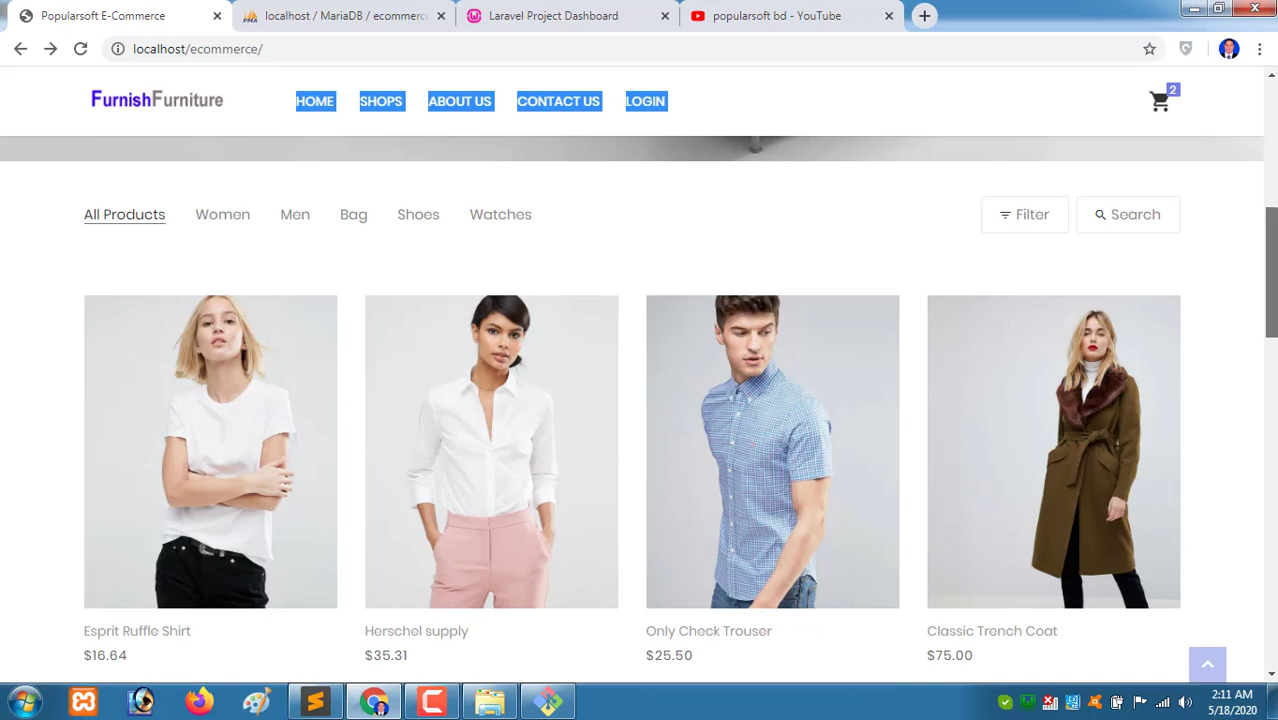 Popularsoft E-Commerce
localhost / MariaDB / ecommerce
Laravel Project Dashboard
popularsoft bd - YouTube
localhost/ecommerce/
FurnishFurniture
HOME SHOPS ABOUT US CONTACT US LOGIN
2
All Products Women Men Bag Shoes Watches
Filter Search
Esprit Ruffle Shirt
$16.64
Herschel supply
$35.31
Only Check Trouser
$25.50
Classic Trench Coat
$75.00
2:11 AM
5/18/2020